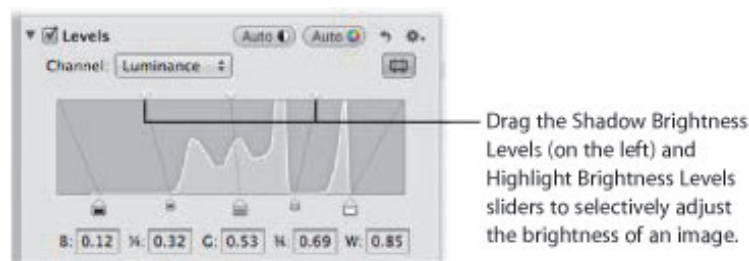 Levels
Auto Auto
Channel: Luminance
B: 0.12 ¼: 0.32 G: 0.53 ¾: 0.69 W: 0.85
Drag the Shadow Brightness
Levels (on the left) and
Highlight Brightness Levels
sliders to selectively adjust
the brightness of an image.